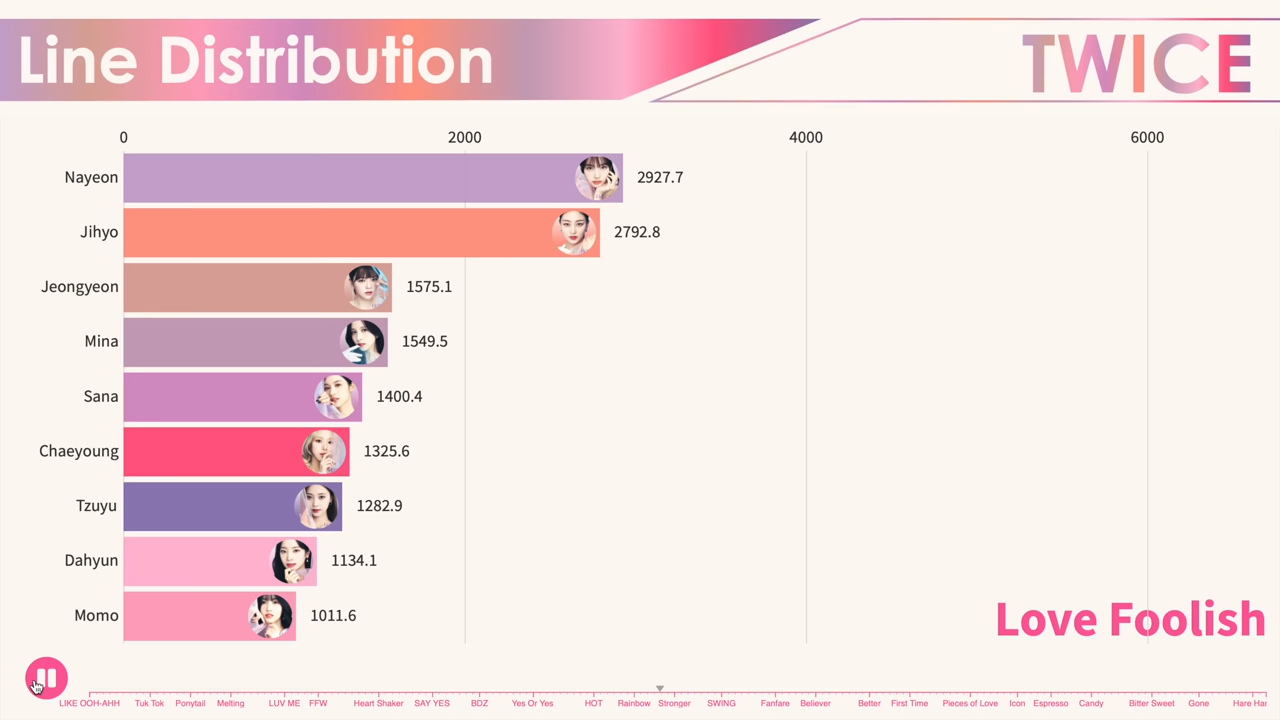 Line Distribution
TWICE
0 2000 4000 6000
Nayeon 2927.7
Jihyo 2792.8
Jeongyeon 1575.1
Mina 1549.5
Sana 1400.4
Chaeyoung 1325.6
Tzuyu 1282.9
Dahyun 1134.1
Momo 1011.6
Love Foolish
LIKE OOH-AHH Tuk Tok Ponytail Melting LUV ME FFW Heart Shaker SAY YES BDZ Yes Or Yes HOT Rainbow Stronger SWING Fanfare Believer Better First Time Pieces of Love Icon Espresso Candy Bitter Sweet Gone Hare Har